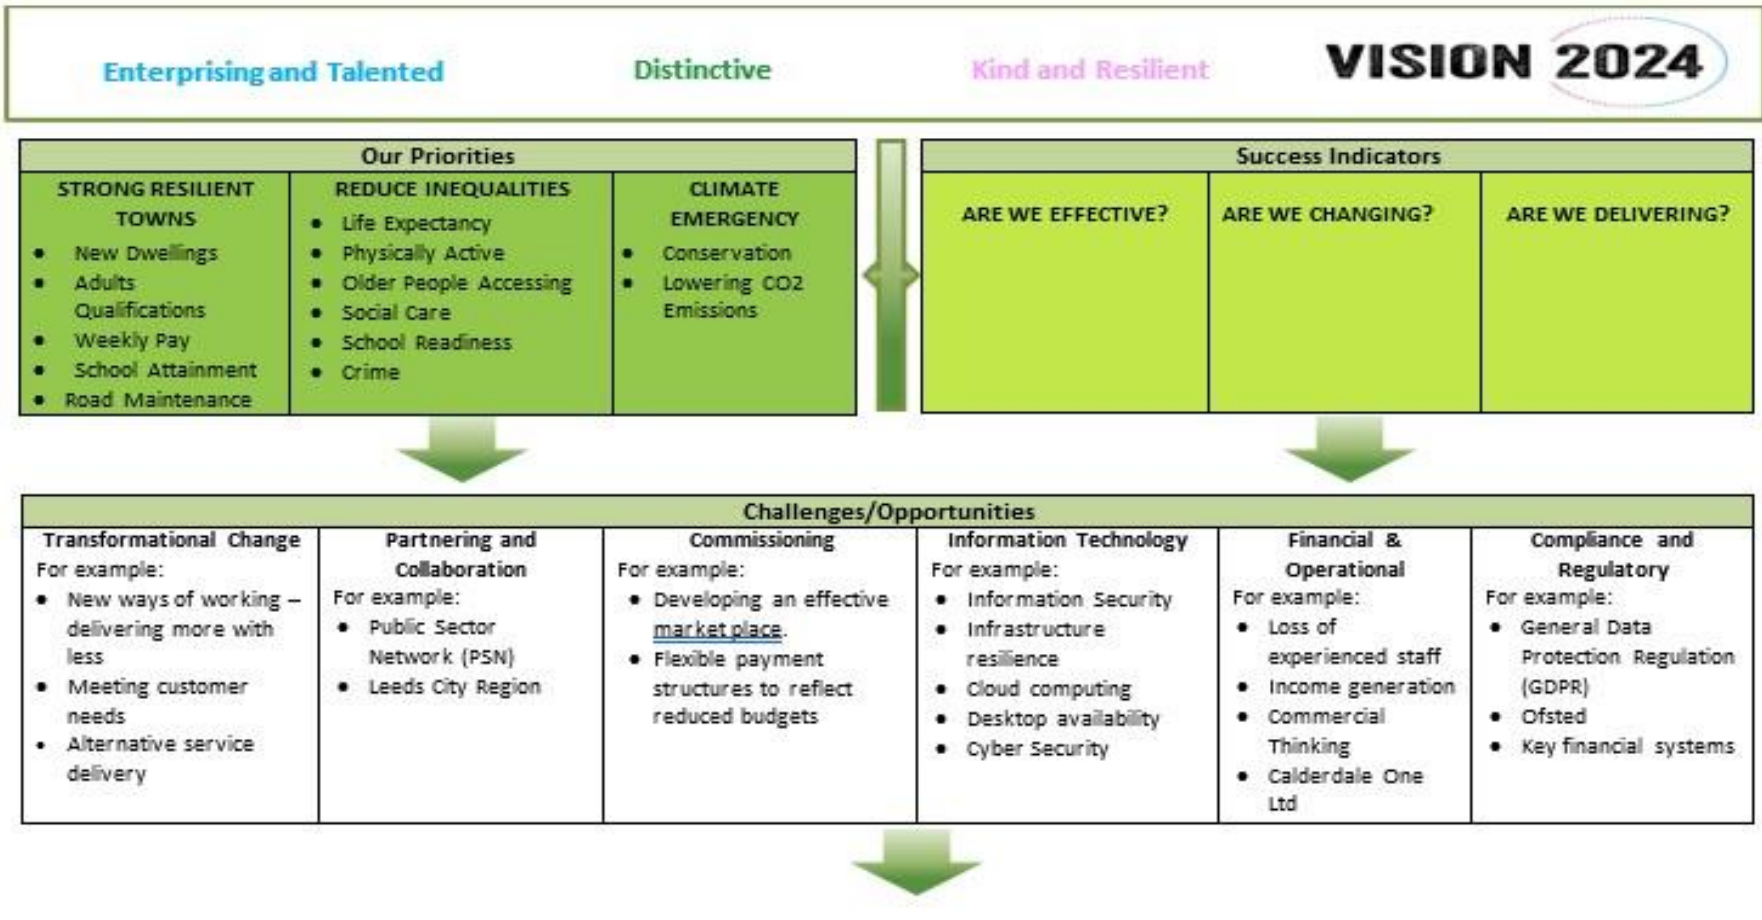 Enterprising and Talented
Distinctive
Kind and Resilient
VISION 2024
Our Priorities
STRONG RESILIENT
TOWNS
• New Dwellings
• Adults
Qualifications
• Weekly Pay
• School Attainment
• Road Maintenance
REDUCE INEQUALITIES
• Life Expectancy
• Physically Active
• Older People Accessing
• Social Care
• School Readiness
• Crime
CLIMATE
EMERGENCY
• Conservation
• Lowering CO2
Emissions
Success Indicators
ARE WE EFFECTIVE?
ARE WE CHANGING?
ARE WE DELIVERING?
Challenges/Opportunities
Transformational Change
For example:
• New ways of working –
delivering more with
less
• Meeting customer
needs
• Alternative service
delivery
Partnering and
Collaboration
For example:
• Public Sector
Network (PSN)
• Leeds City Region
Commissioning
For example:
• Developing an effective
market place.
• Flexible payment
structures to reflect
reduced budgets
Information Technology
For example:
• Information Security
• Infrastructure
resilience
• Cloud computing
• Desktop availability
• Cyber Security
Financial &
Operational
For example:
• Loss of
experienced staff
• Income generation
• Commercial
Thinking
• Calderdale One
Ltd
Compliance and
Regulatory
For example:
• General Data
Protection Regulation
(GDPR)
• Ofsted
• Key financial systems